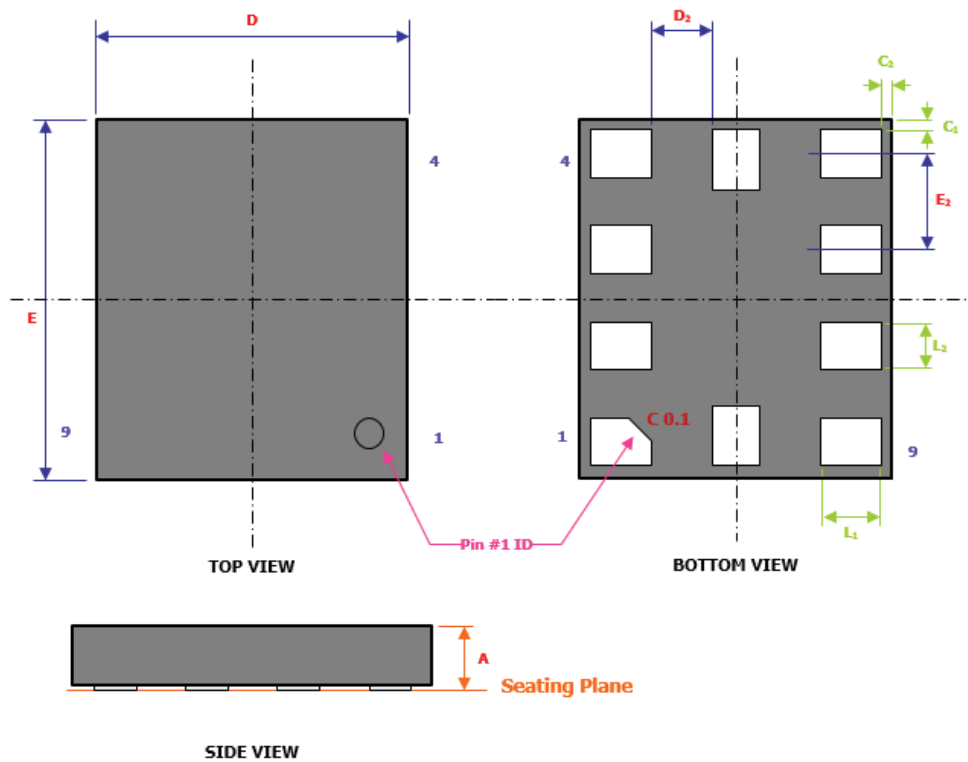 D
D₂
C₂
C₁
4
4
E₂
E
L₂
9
1
C 0.1
1
9
Pin #1 ID
L₁
TOP VIEW
BOTTOM VIEW
A
Seating Plane
SIDE VIEW